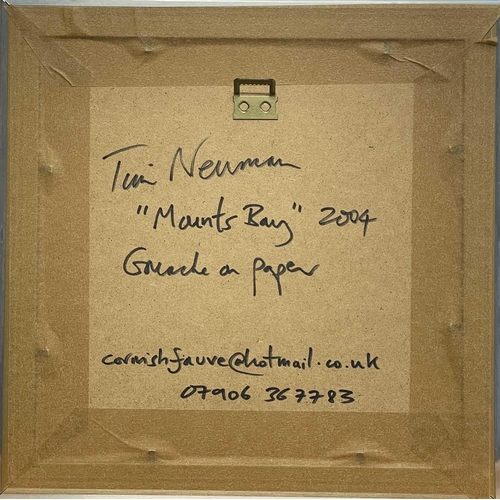 Tim Newman
"Mounts Bay" 2004
Gouache on paper
cornishfauve@hotmail.co.uk
07906 367783